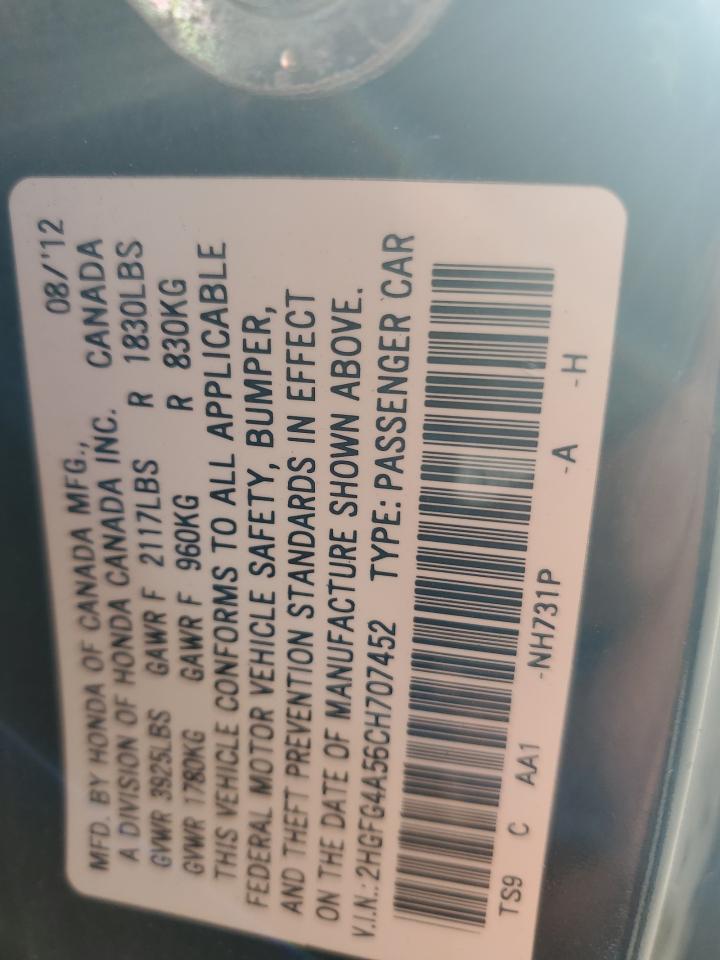 MFD. BY HONDA OF CANADA MFG., 08/'12
A DIVISION OF HONDA CANADA INC. CANADA
GVWR 3925LBS GAWR F 2117LBS R 1830LBS
GVWR 1780KG GAWR F 960KG R 830KG
THIS VEHICLE CONFORMS TO ALL APPLICABLE
FEDERAL MOTOR VEHICLE SAFETY, BUMPER,
AND THEFT PREVENTION STANDARDS IN EFFECT
ON THE DATE OF MANUFACTURE SHOWN ABOVE.
V.I.N.: 2HGFG4A56CH707452 TYPE: PASSENGER CAR
TS9 C AA1 -NH731P -A -H